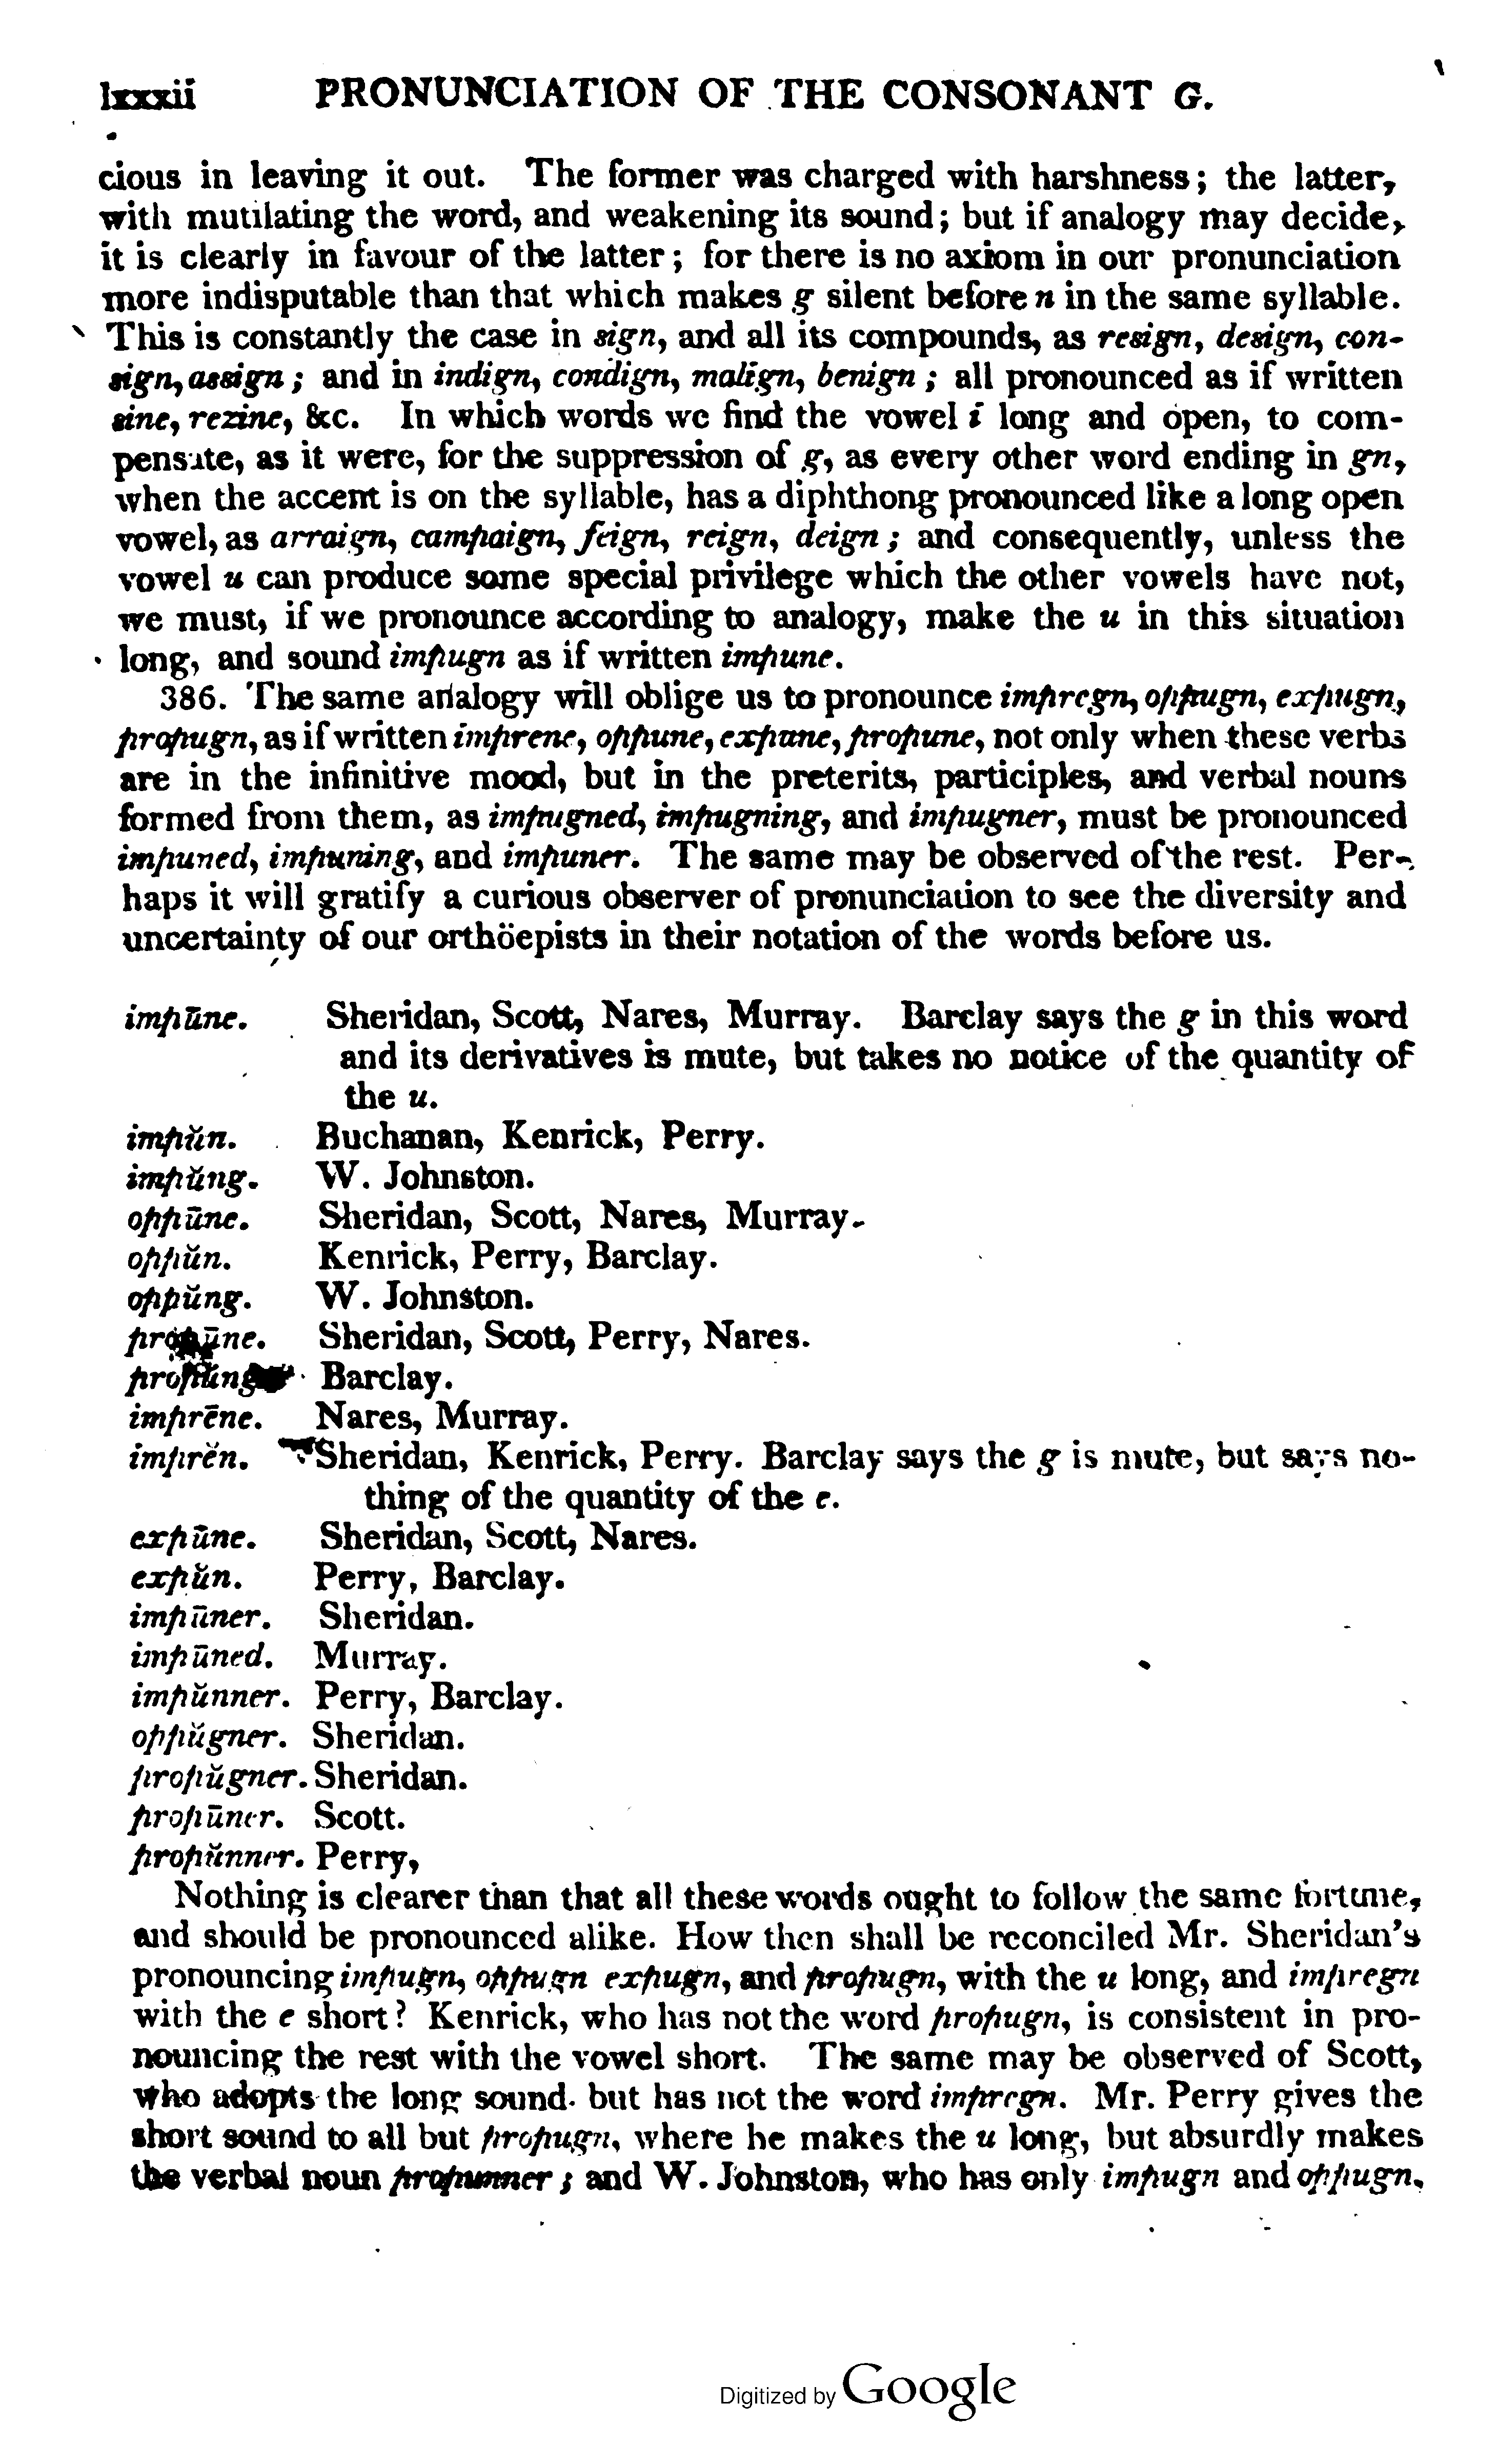 lxxxii PRONUNCIATION OF THE CONSONANT G.
cious in leaving it out. The former was charged with harshness; the latter,
with mutilating the word, and weakening its sound; but if analogy may decide,
it is clearly in favour of the latter; for there is no axiom in our pronunciation
more indisputable than that which makes g silent before n in the same syllable.
This is constantly the case in sign, and all its compounds, as resign, design, con-
sign, assign; and in indign, condign, malign, benign; all pronounced as if written
sine, rezine, &c. In which words we find the vowel i long and open, to com-
pensate, as it were, for the suppression of g, as every other word ending in gn,
when the accent is on the syllable, has a diphthong pronounced like a long open
vowel, as arraign, campaign, feign, reign, deign; and consequently, unless the
vowel u can produce some special privilege which the other vowels have not,
we must, if we pronounce according to analogy, make the u in this situation
long, and sound impugn as if written impune.
386. The same analogy will oblige us to pronounce impregn, oppugn, expugn,
propugn, as if written imprene, oppune, expune, propune, not only when these verbs
are in the infinitive mood, but in the preterits, participles, and verbal nouns
formed from them, as impugned, impugning, and impugner, must be pronounced
impuned, impuning, and impuner. The same may be observed of the rest. Per-
haps it will gratify a curious observer of pronunciation to see the diversity and
uncertainty of our orthöepists in their notation of the words before us.
impūne. Sheridan, Scott, Nares, Murray. Barclay says the g in this word
and its derivatives is mute, but takes no notice of the quantity of
the u.
impŭn. Buchanan, Kenrick, Perry.
impŭng. W. Johnston.
oppūne. Sheridan, Scott, Nares, Murray.
oppŭn. Kenrick, Perry, Barclay.
oppŭng. W. Johnston.
propūne. Sheridan, Scott, Perry, Nares.
propŭng Barclay.
imprēne. Nares, Murray.
imprĕn. Sheridan, Kenrick, Perry. Barclay says the g is mute, but says no-
thing of the quantity of the e.
expūne. Sheridan, Scott, Nares.
expŭn. Perry, Barclay.
impūner. Sheridan.
impūned. Murray.
impŭnner. Perry, Barclay.
oppŭgner. Sheridan.
propŭgner. Sheridan.
propūner. Scott.
propŭnner. Perry,
Nothing is clearer than that all these words ought to follow the same fortune,
and should be pronounced alike. How then shall be reconciled Mr. Sheridan's
pronouncing impugn, oppugn expugn, and propugn, with the u long, and impregn
with the e short? Kenrick, who has not the word propugn, is consistent in pro-
nouncing the rest with the vowel short. The same may be observed of Scott,
who adopts the long sound. but has not the word impregn. Mr. Perry gives the
short sound to all but propugn, where he makes the u long, but absurdly makes
the verbal noun propunner; and W. Johnston, who has only impugn and oppugn,
Digitized by Google